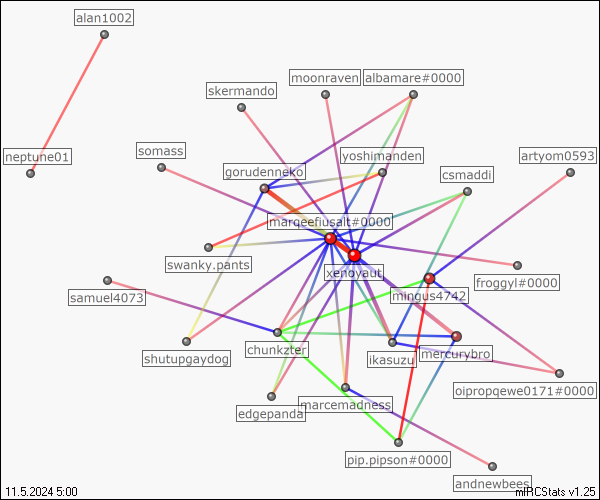 alan1002
moonraven
albamare#0000
skermando
neptune01
somass
yoshimanden
artyom0593
gorudenneko
csmaddi
marqeefusalt#0000
swanky.pants
xenoyaut
froggyl#0000
samuel4073
mingus4742
shutupgaydog
chunkzter
ikasuzu
mercurybro
edgepanda
marcemadness
oipropqewe0171#0000
pip.pipson#0000
andnewbees
11.5.2024 5:00
mIRCStats v1.25